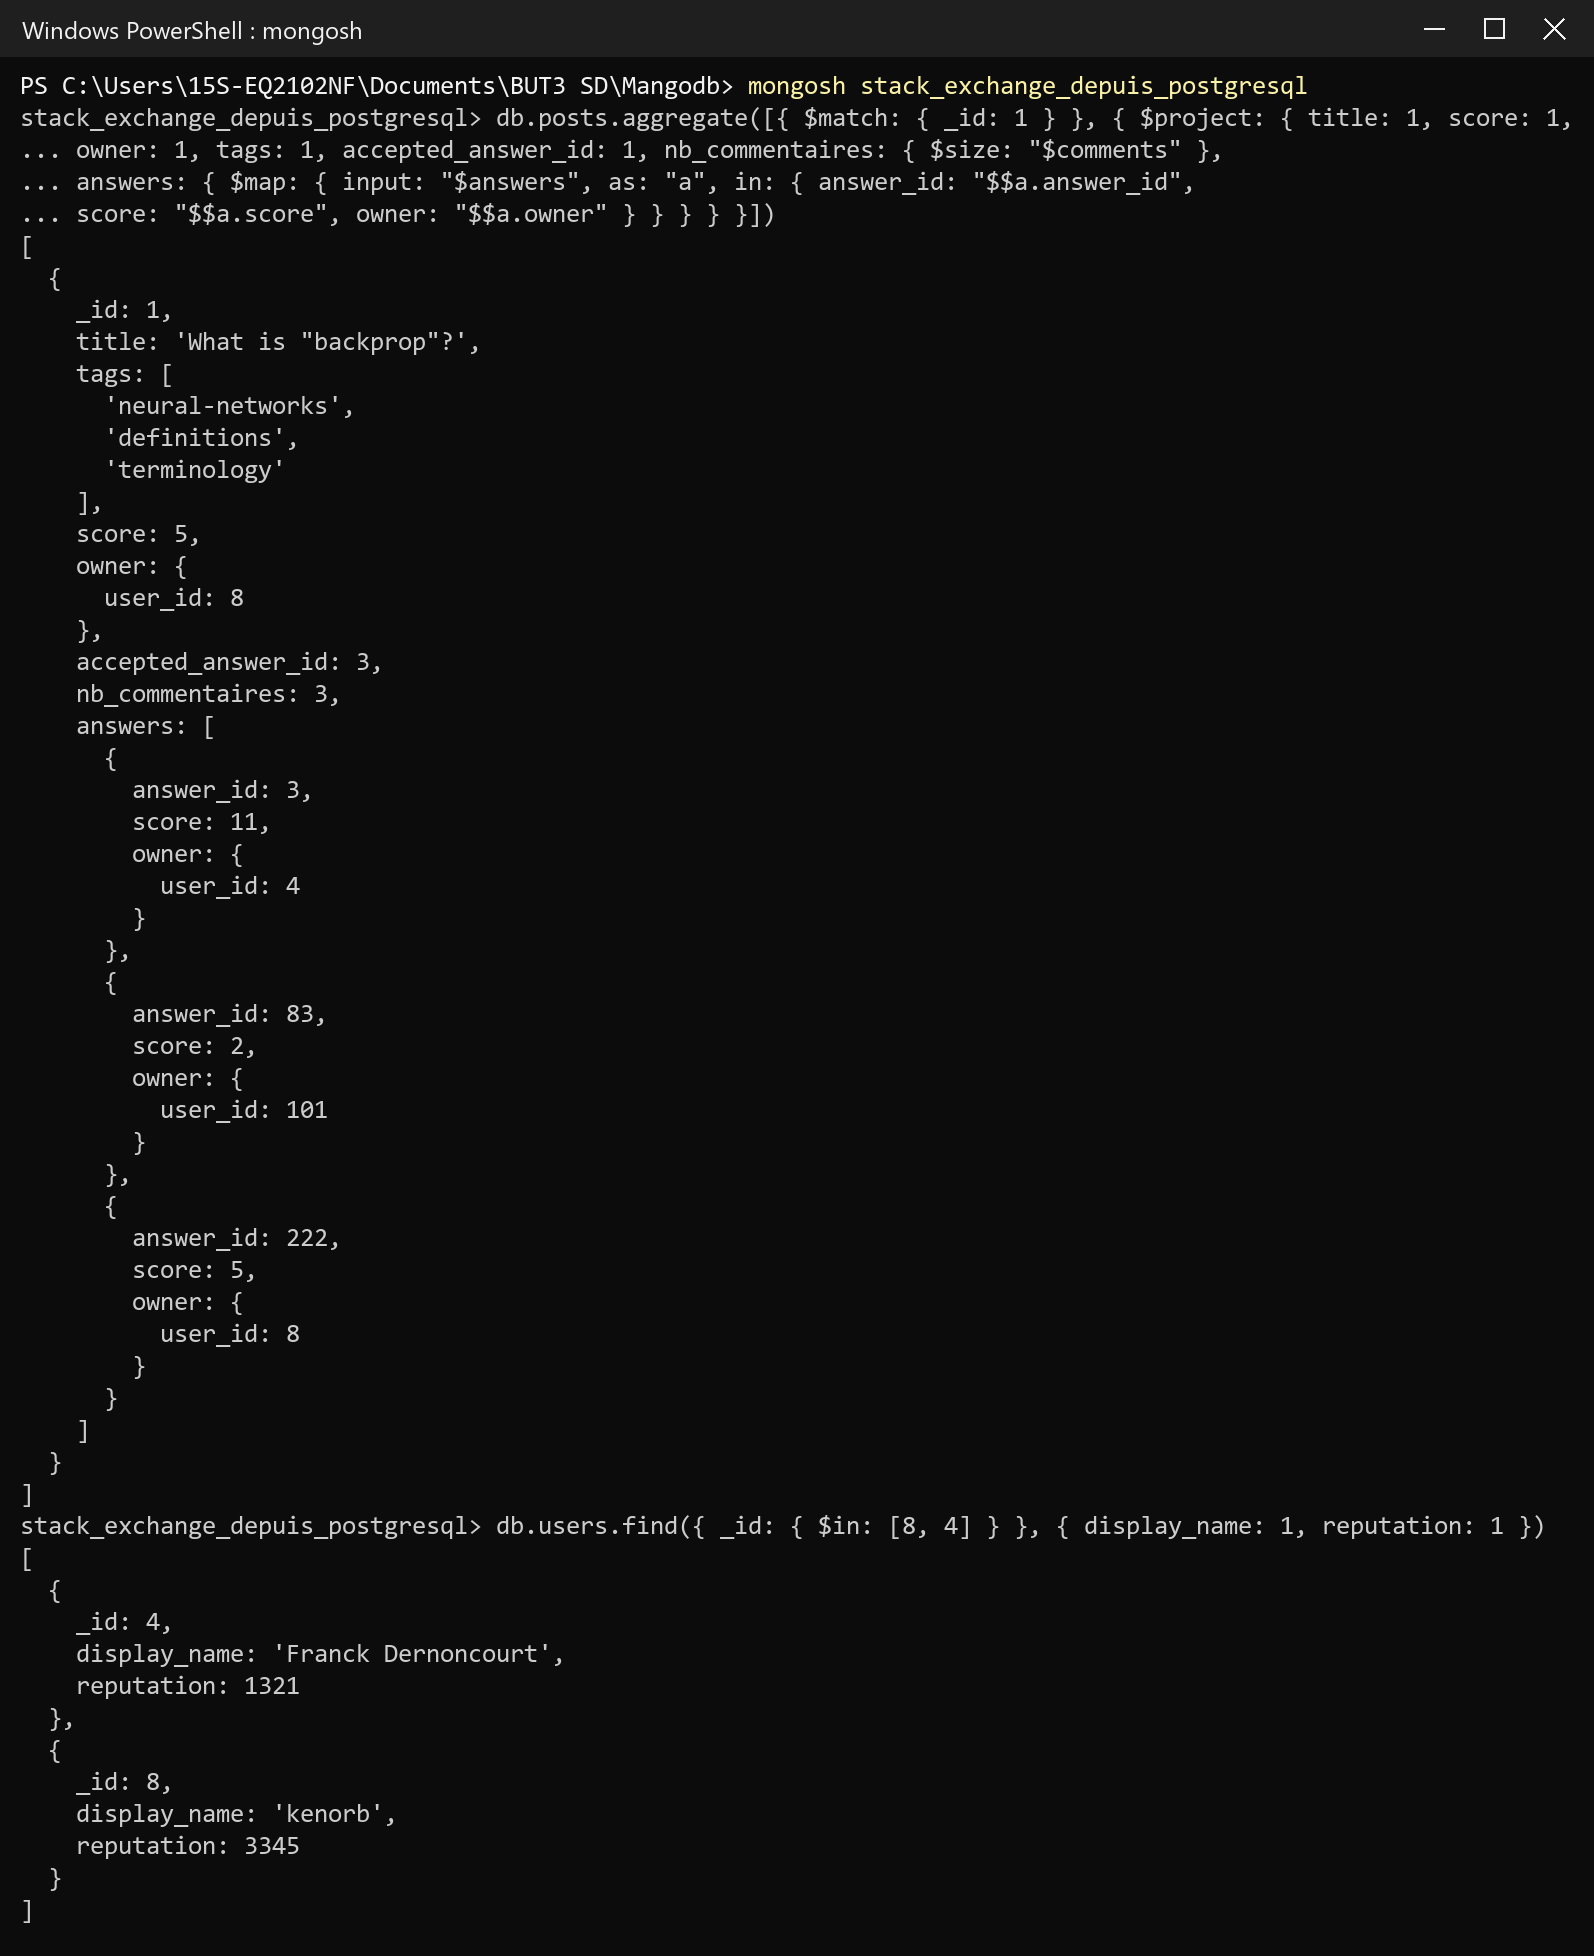 Windows PowerShell : mongosh
PS C:\Users\15S-EQ2102NF\Documents\BUT3 SD\Mangodb> mongosh stack_exchange_depuis_postgresql
stack_exchange_depuis_postgresql> db.posts.aggregate([{ $match: { _id: 1 } }, { $project: { title: 1, score: 1,
... owner: 1, tags: 1, accepted_answer_id: 1, nb_commentaires: { $size: "$comments" },
... answers: { $map: { input: "$answers", as: "a", in: { answer_id: "$$a.answer_id",
... score: "$$a.score", owner: "$$a.owner" } } } } }])
[
  {
    _id: 1,
    title: 'What is "backprop"?',
    tags: [
      'neural-networks',
      'definitions',
      'terminology'
    ],
    score: 5,
    owner: {
      user_id: 8
    },
    accepted_answer_id: 3,
    nb_commentaires: 3,
    answers: [
      {
        answer_id: 3,
        score: 11,
        owner: {
          user_id: 4
        }
      },
      {
        answer_id: 83,
        score: 2,
        owner: {
          user_id: 101
        }
      },
      {
        answer_id: 222,
        score: 5,
        owner: {
          user_id: 8
        }
      }
    ]
  }
]
stack_exchange_depuis_postgresql> db.users.find({ _id: { $in: [8, 4] } }, { display_name: 1, reputation: 1 })
[
  {
    _id: 4,
    display_name: 'Franck Dernoncourt',
    reputation: 1321
  },
  {
    _id: 8,
    display_name: 'kenorb',
    reputation: 3345
  }
]